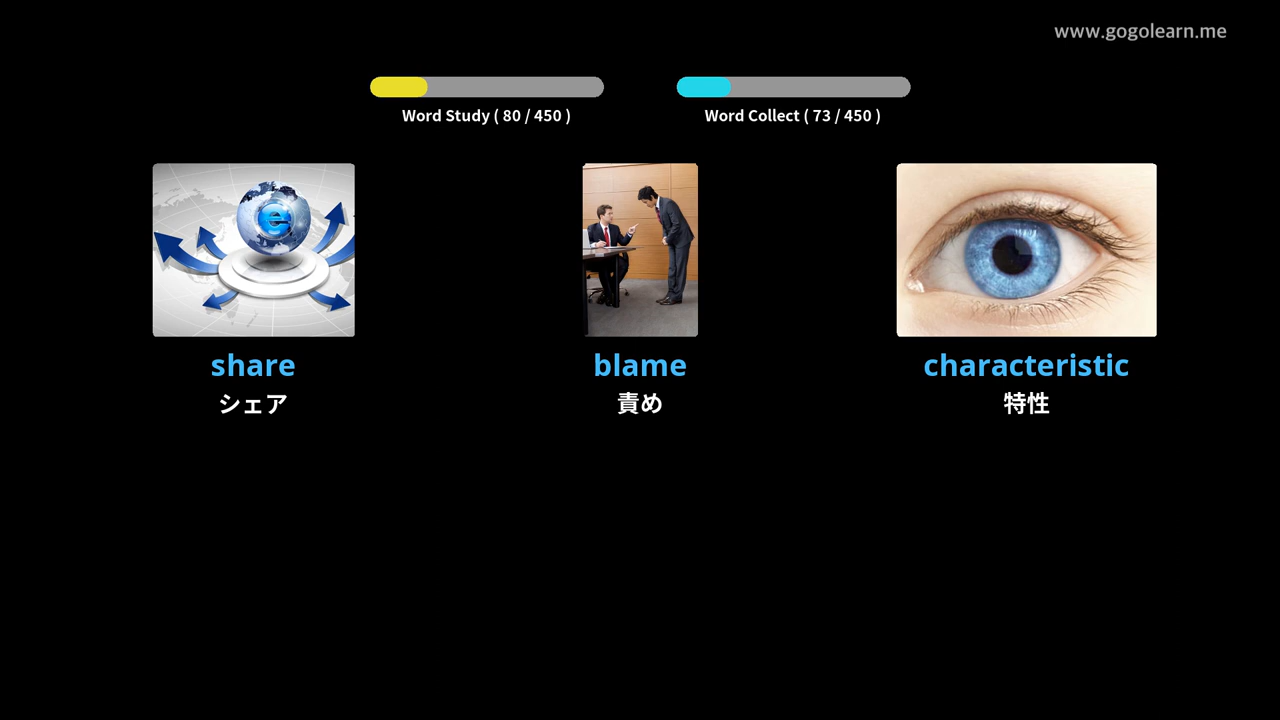 www.gogolearn.me
Word Study ( 80 / 450 )
Word Collect ( 73 / 450 )
e
share
blame
characteristic
シェア
責め
特性